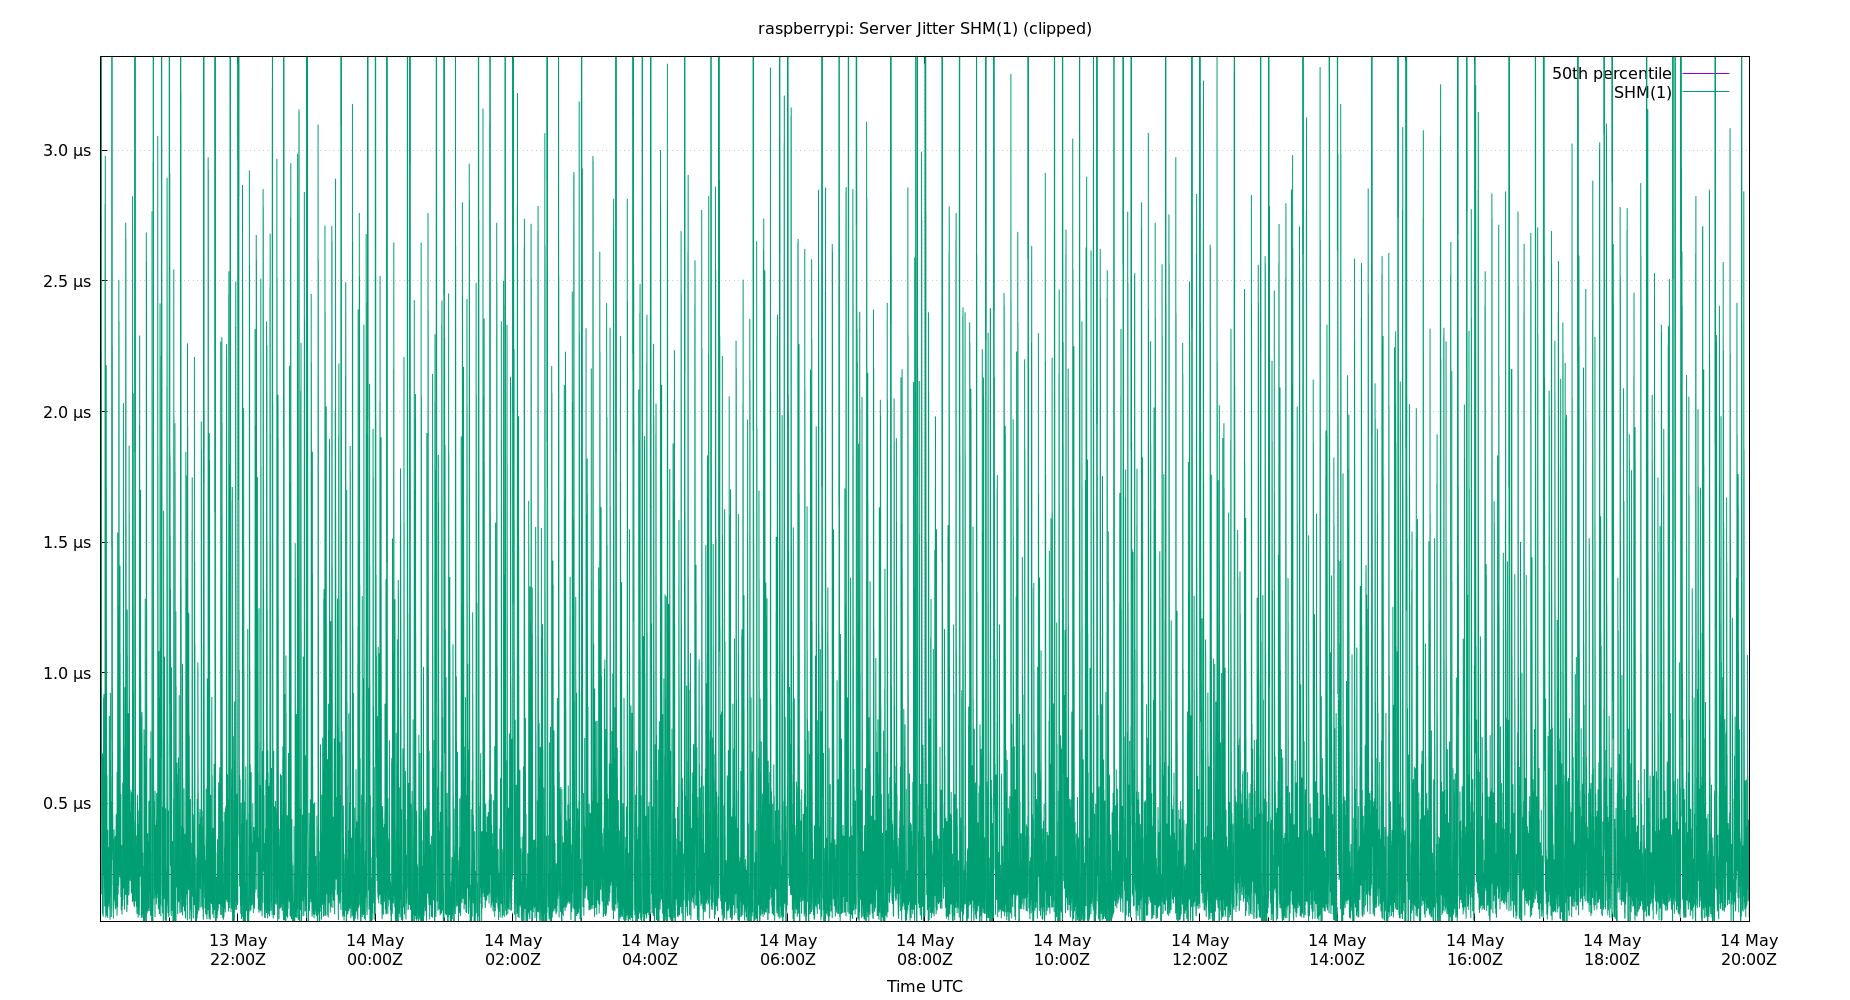 raspberrypi: Server Jitter SHM(1) (clipped)
50th percentile
SHM(1)
3.0 µs
2.5 µs
2.0 µs
1.5 µs
1.0 µs
0.5 µs
13 May 14 May 14 May 14 May 14 May 14 May 14 May 14 May 14 May 14 May 14 May 14 May
22:00Z 00:00Z 02:00Z 04:00Z 06:00Z 08:00Z 10:00Z 12:00Z 14:00Z 16:00Z 18:00Z 20:00Z
Time UTC